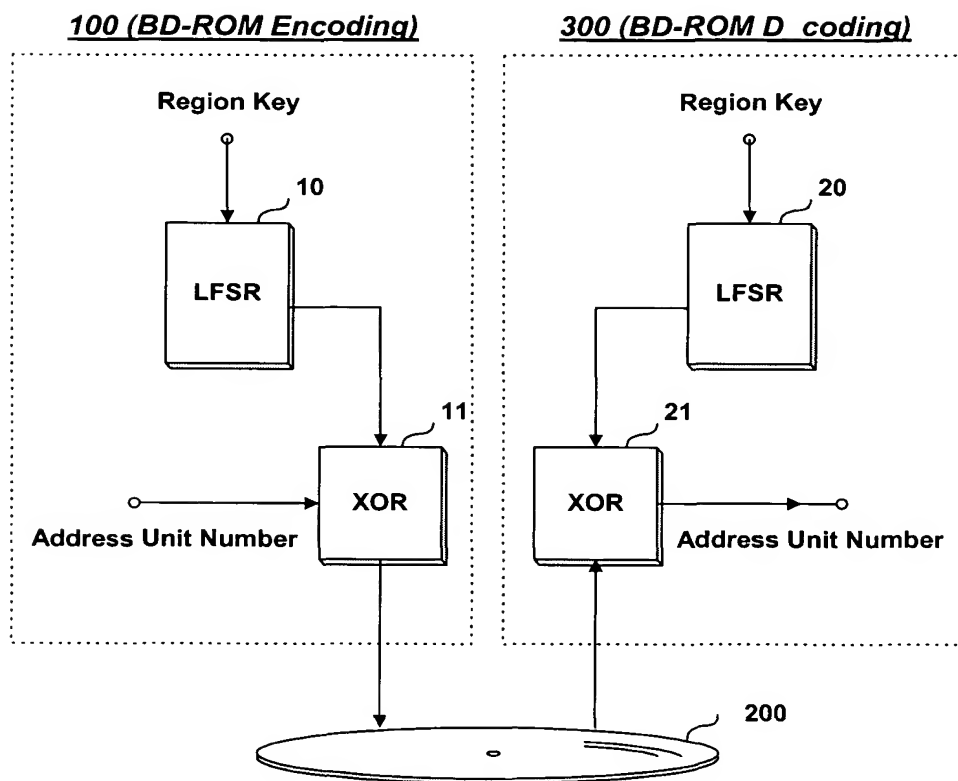 100 (BD-ROM Encoding)
Region Key
10
LFSR
11
XOR
Address Unit Number
300 (BD-ROM D coding)
Region Key
20
LFSR
21
XOR
Address Unit Number
200